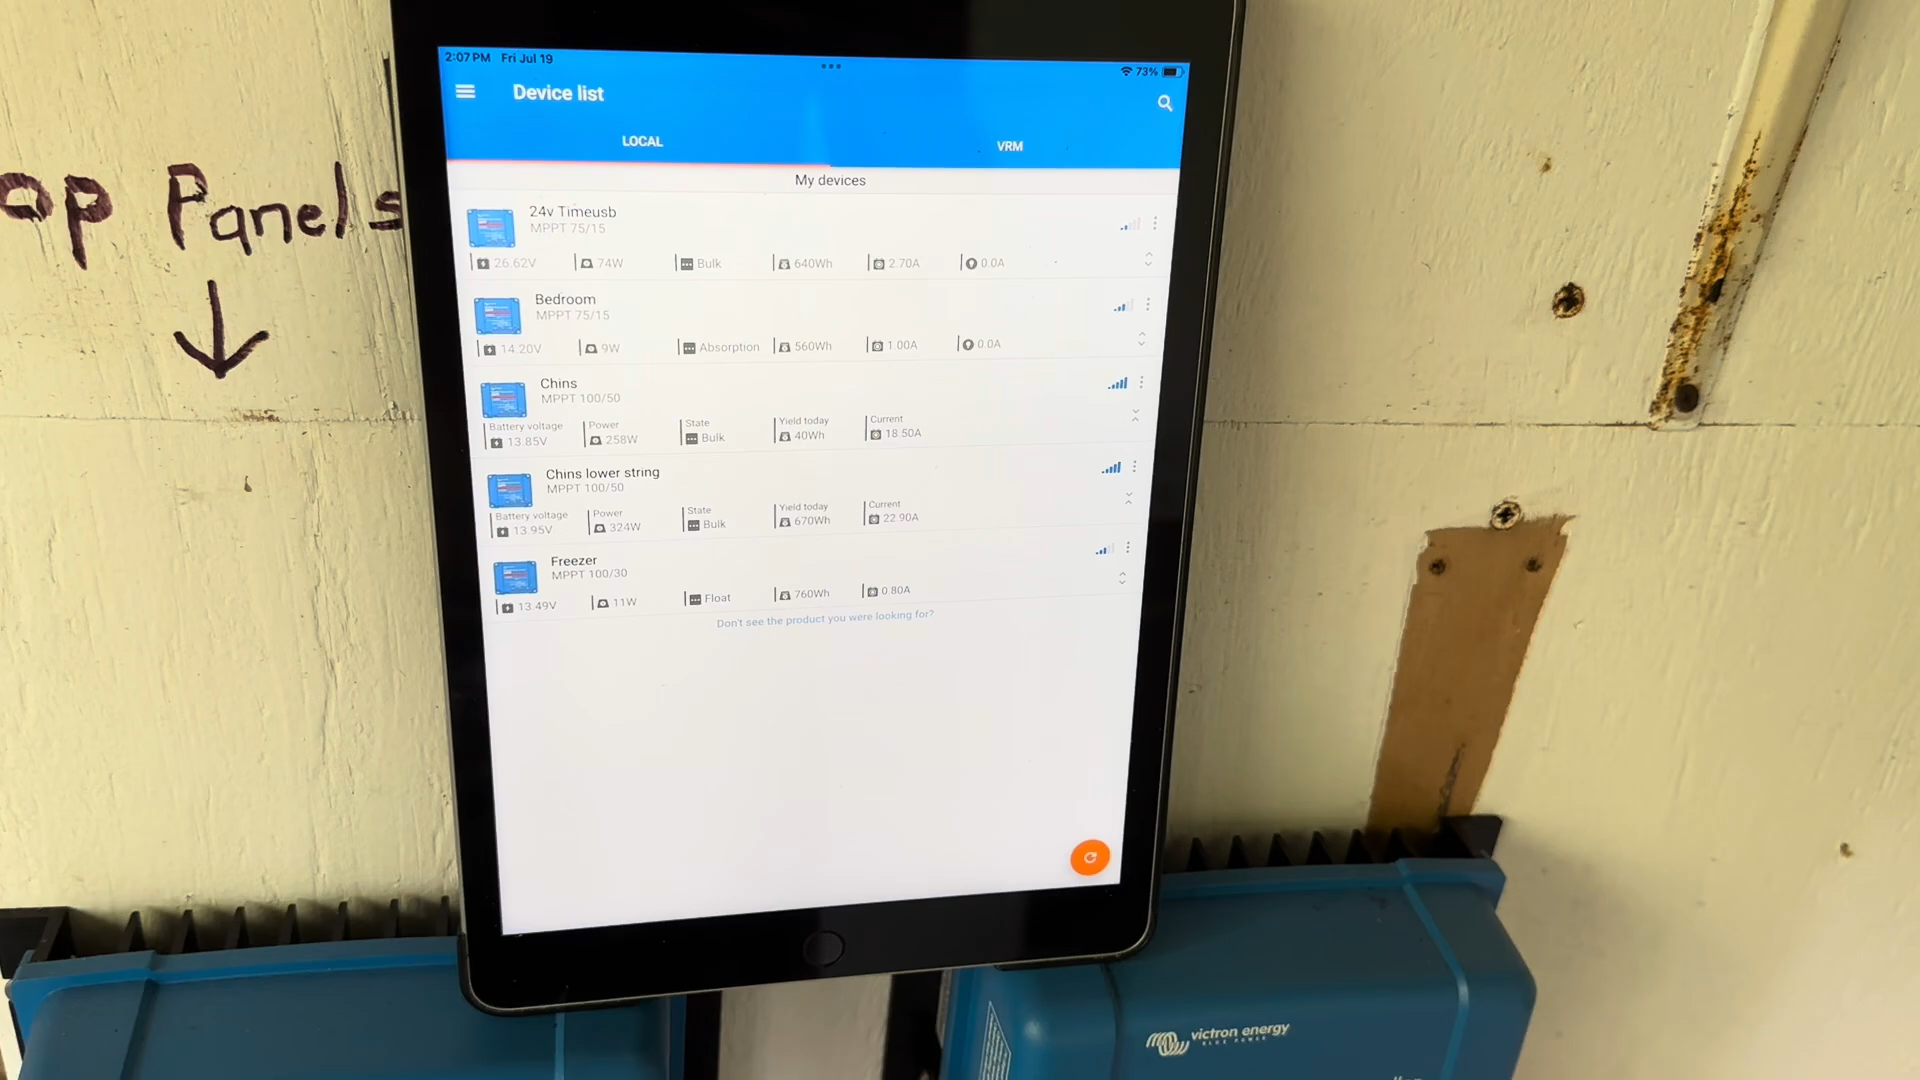 2:07 PM Fri Jul 19
73%
Device list
LOCAL
VRM
My devices
24v Timeusb
MPPT 75/15
26.62V
74W
Bulk
640Wh
2.70A
0.0A
Bedroom
MPPT 75/15
14.20V
9W
Absorption
560Wh
1.00A
0.0A
Chins
MPPT 100/50
Battery voltage
13.85V
Power
258W
State
Bulk
Yield today
40Wh
Current
18.50A
Chins lower string
MPPT 100/50
Battery voltage
13.95V
Power
324W
State
Bulk
Yield today
670Wh
Current
22.90A
Freezer
MPPT 100/30
13.49V
11W
Float
760Wh
0.80A
Don't see the product you were looking for?
op Panels
victron energy
BLUE POWER